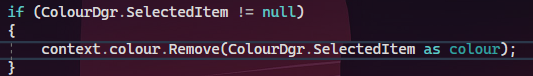 if (ColourDgr.SelectedItem != null)
{
    context.colour.Remove(ColourDgr.SelectedItem as colour);
}